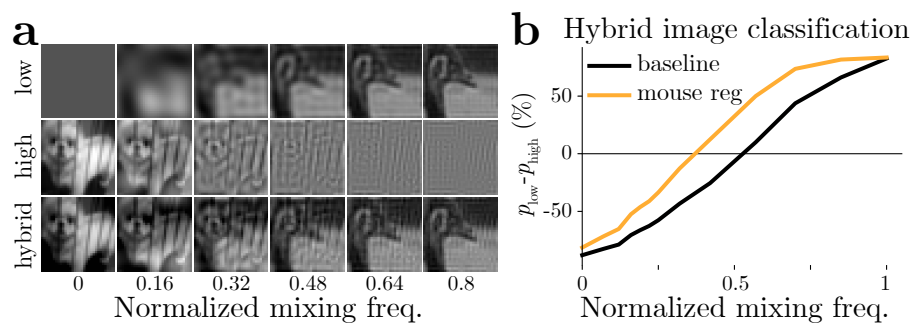 a
low
high
hybrid
0 0.16 0.32 0.48 0.64 0.8
Normalized mixing freq.
b Hybrid image classification
baseline
mouse reg
50
0
-50
p_low-p_high (%)
0 0.5 1
Normalized mixing freq.